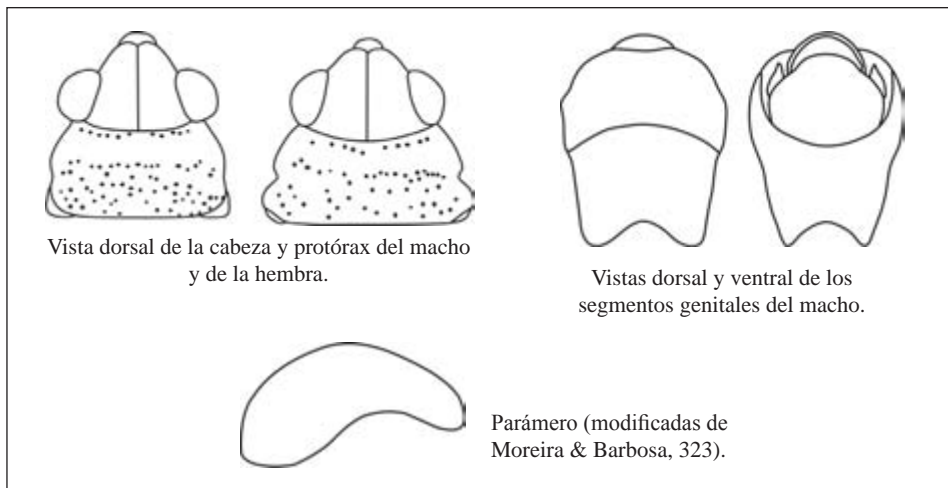 Vista dorsal de la cabeza y protórax del macho
y de la hembra.
Vistas dorsal y ventral de los
segmentos genitales del macho.
Parámero (modificadas de
Moreira & Barbosa, 323).